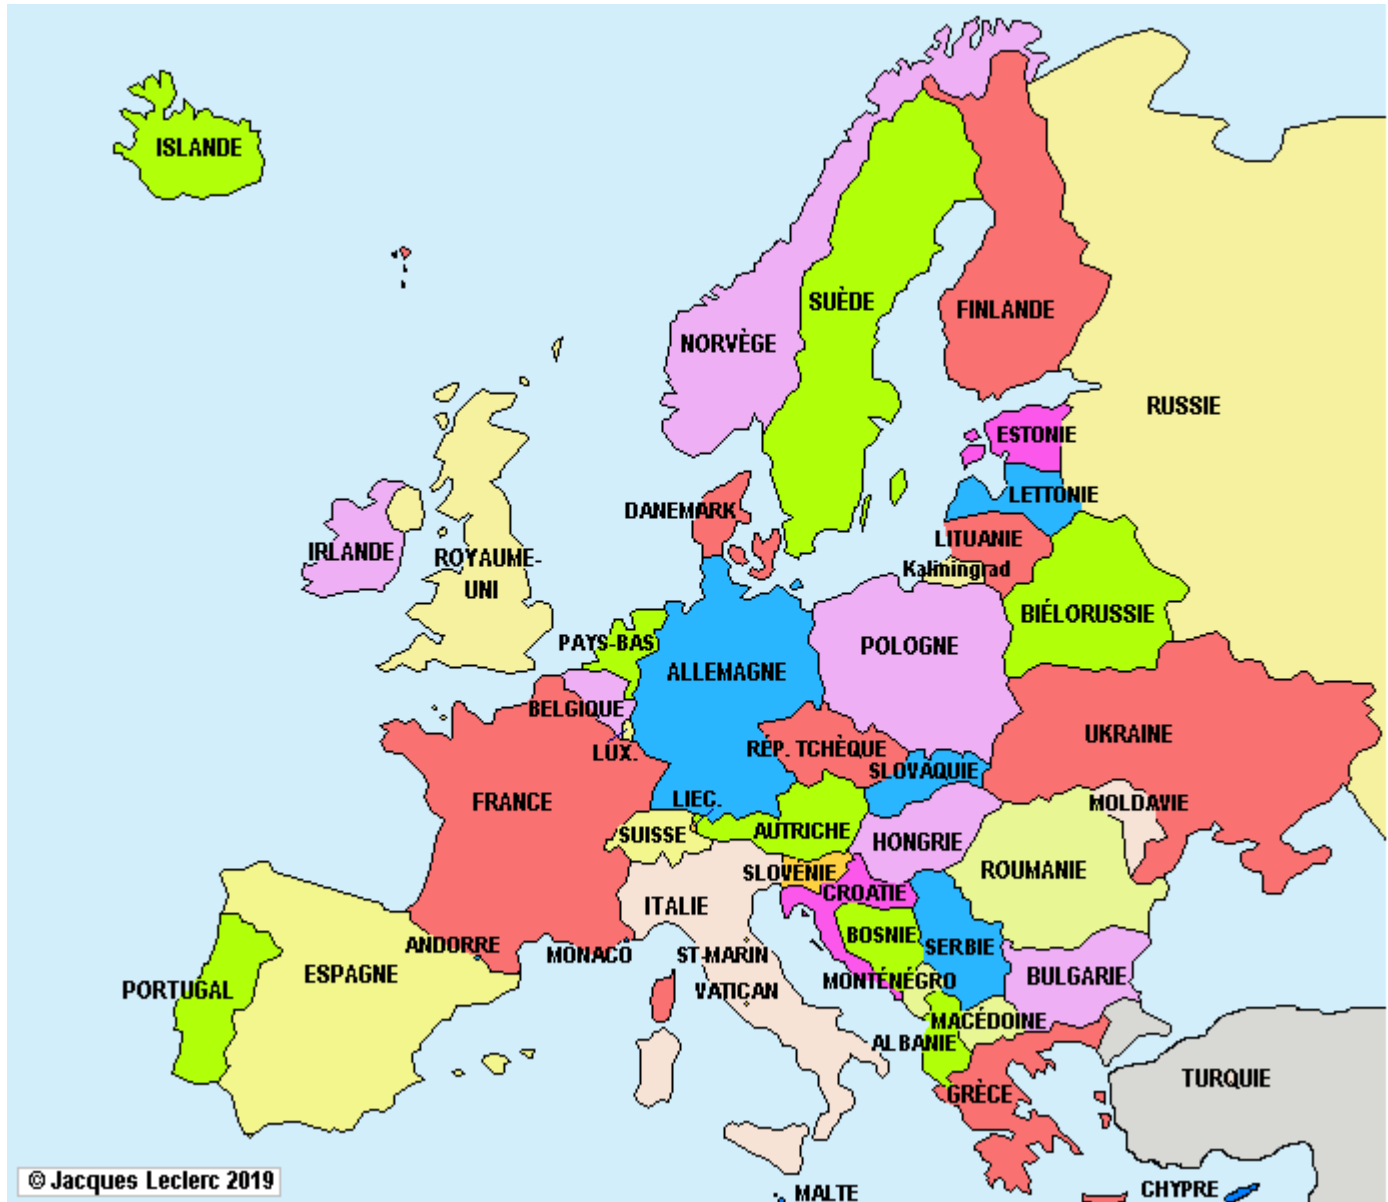 ISLANDE
SUÈDE
FINLANDE
NORVÈGE
RUSSIE
ESTONIE
LETTONIE
DANEMARK
LITUANIE
IRLANDE
ROYAUME-
UNI
Kaliningrad
BIÉLORUSSIE
PAYS-BAS
POLOGNE
ALLEMAGNE
BELGIQUE
UKRAINE
LUX.
RÉP. TCHÈQUE
SLOVAQUIE
FRANCE
LIEC.
MOLDAVIE
SUISSE
AUTRICHE
HONGRIE
ROUMANIE
SLOVÉNIE
CROATIE
ITALIE
BOSNIE
ANDORRE
MONACO
ST-MARIN
SERBIE
ESPAGNE
MONTÉNÉGRO
BULGARIE
PORTUGAL
VATICAN
MACÉDOINE
ALBANIE
TURQUIE
GRÈCE
© Jacques Leclerc 2019
MALTE
CHYPRE